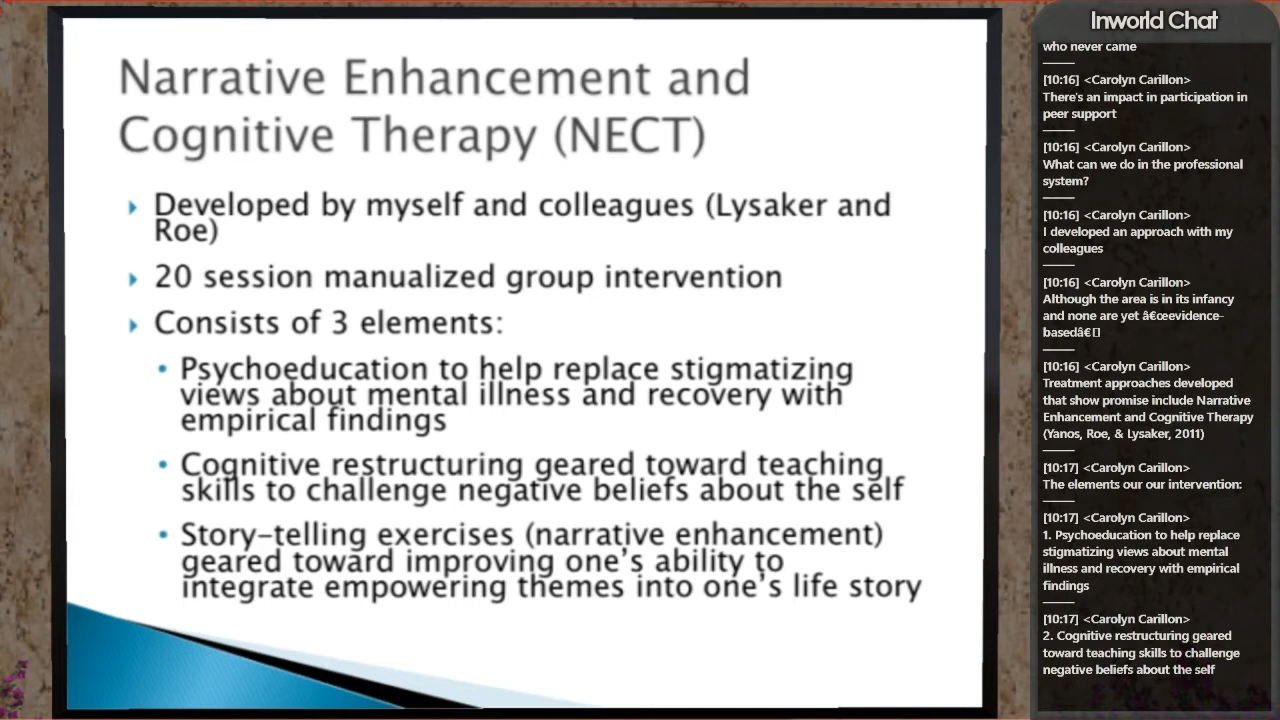 Narrative Enhancement and
Cognitive Therapy (NECT)
Developed by myself and colleagues (Lysaker and
Roe)
20 session manualized group intervention
Consists of 3 elements:
Psychoeducation to help replace stigmatizing
views about mental illness and recovery with
empirical findings
Cognitive restructuring geared toward teaching
skills to challenge negative beliefs about the self
Story-telling exercises (narrative enhancement)
geared toward improving one's ability to
integrate empowering themes into one's life story
Inworld Chat
who never came
[10:16] <Carolyn Carillon>
There's an impact in participation in
peer support
[10:16] <Carolyn Carillon>
What can we do in the professional
system?
[10:16] <Carolyn Carillon>
I developed an approach with my
colleagues
[10:16] <Carolyn Carillon>
Although the area is in its infancy
and none are yet â€œevidence-
basedâ€▯
[10:16] <Carolyn Carillon>
Treatment approaches developed
that show promise include Narrative
Enhancement and Cognitive Therapy
(Yanos, Roe, & Lysaker, 2011)
[10:17] <Carolyn Carillon>
The elements our our intervention:
[10:17] <Carolyn Carillon>
1. Psychoeducation to help replace
stigmatizing views about mental
illness and recovery with empirical
findings
[10:17] <Carolyn Carillon>
2. Cognitive restructuring geared
toward teaching skills to challenge
negative beliefs about the self